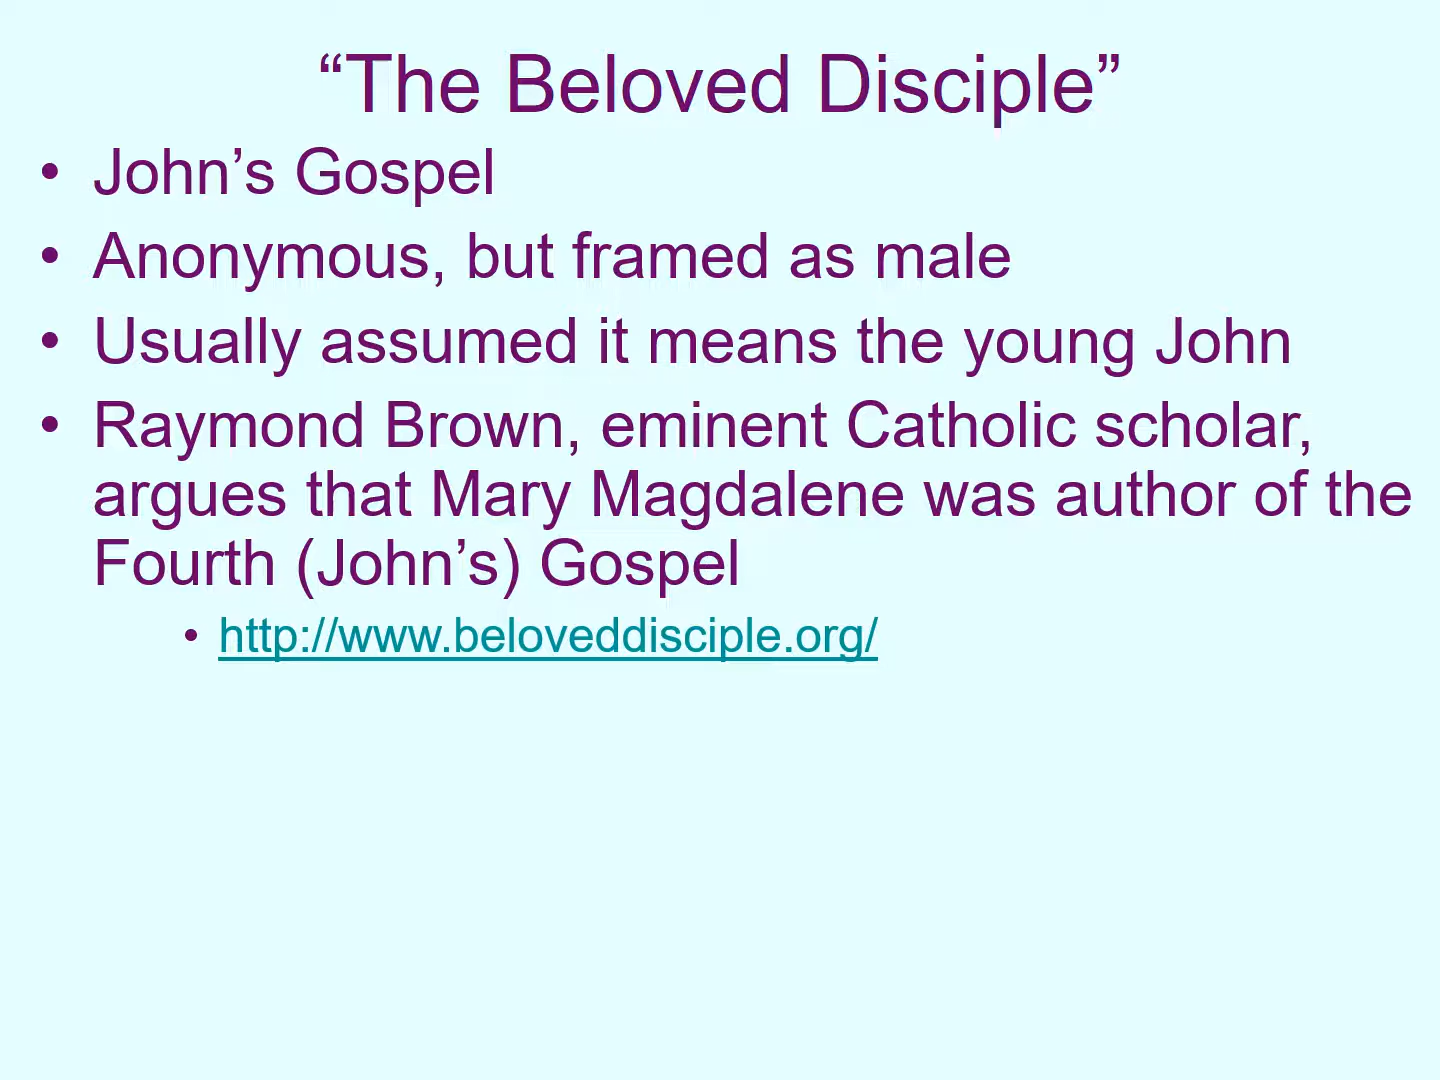 “The Beloved Disciple”
• John’s Gospel
• Anonymous, but framed as male
• Usually assumed it means the young John
• Raymond Brown, eminent Catholic scholar,
argues that Mary Magdalene was author of the
Fourth (John’s) Gospel
• http://www.beloveddisciple.org/